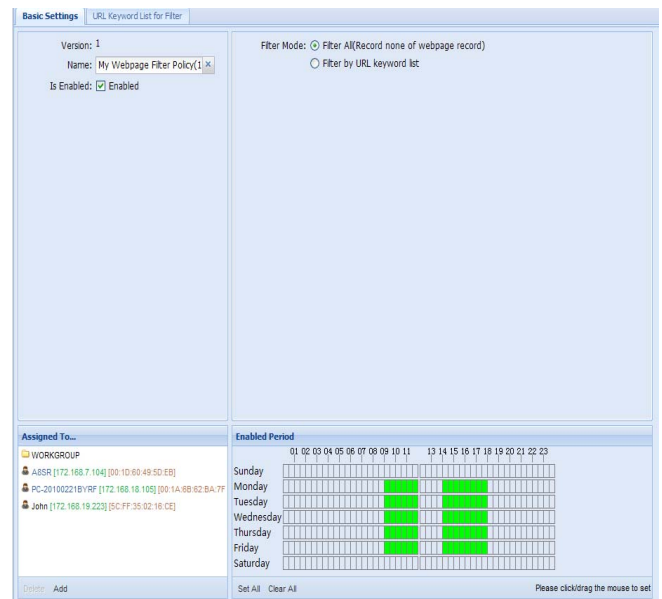 Basic Settings URL Keyword List for Filter
Version: 1
Name: My Webpage Filter Policy(1
Is Enabled: Enabled
Filter Mode: Filter All(Record none of webpage record)
Filter by URL keyword list
Assigned To...
WORKGROUP
A8SR [172.168.7.104] [00:1D:60:49:5D:EB]
PC-20100221BYRF [172.168.18.105] [00:1A:6B:62:BA:7F
John [172.168.19.223] [5C:FF:35:02:16:CE]
Delete Add
Enabled Period
01 02 03 04 05 06 07 08 09 10 11 13 14 15 16 17 18 19 20 21 22 23
Sunday
Monday
Tuesday
Wednesday
Thursday
Friday
Saturday
Set All Clear All Please click/drag the mouse to set